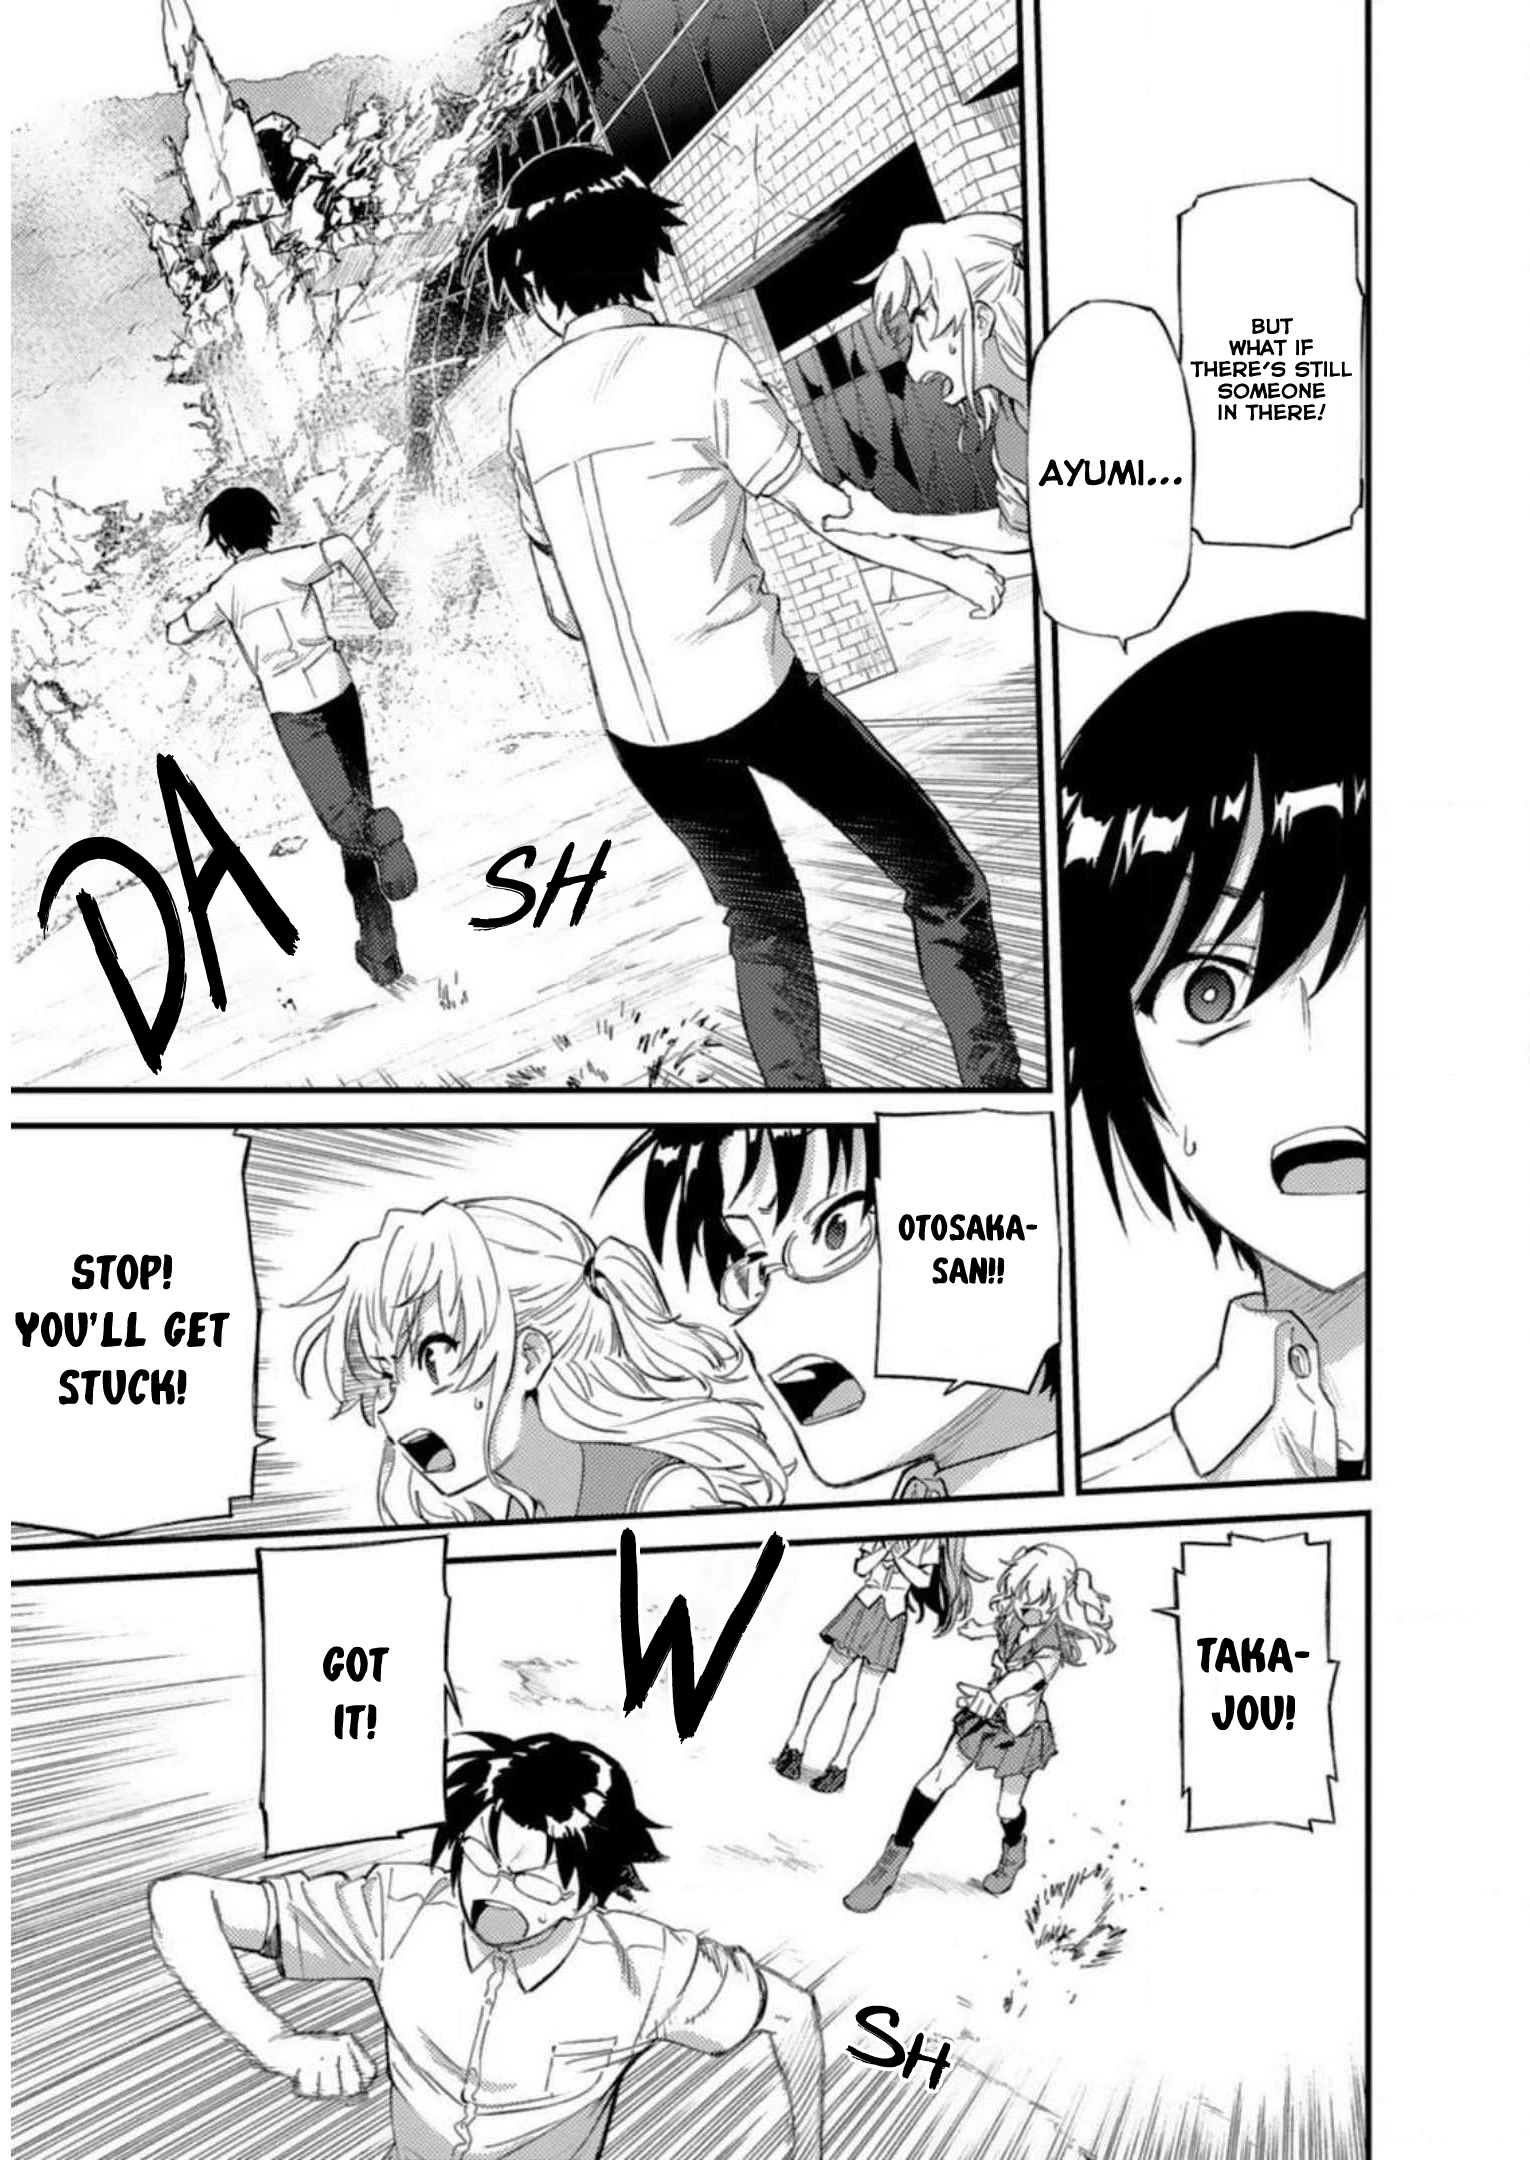 BUT
WHAT IF
THERE'S STILL
SOMEONE
IN THERE!
AYUMI...
DA
SH
OTOSAKA-
SAN!!
STOP!
YOU'LL GET
STUCK!
TAKA-
JOU!
W
SH
GOT
IT!